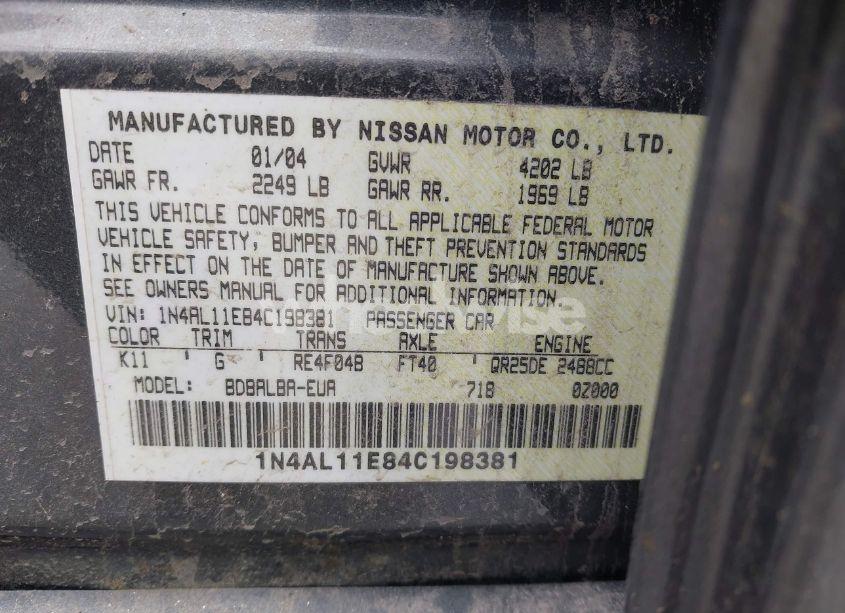 MANUFACTURED BY NISSAN MOTOR CO., LTD.
DATE 01/04 GVWR 4202 LB
GAWR FR. 2249 LB GAWR RR. 1969 LB
THIS VEHICLE CONFORMS TO ALL APPLICABLE FEDERAL MOTOR
VEHICLE SAFETY, BUMPER AND THEFT PREVENTION STANDARDS
IN EFFECT ON THE DATE OF MANUFACTURE SHOWN ABOVE.
SEE OWNERS MANUAL FOR ADDITIONAL INFORMATION.
VIN: 1N4AL11E84C198381 PASSENGER CAR
COLOR TRIM TRANS AXLE ENGINE
K11 ' G ' RE4F04B FT40 ' QR25DE 2488CC
MODEL: BDBALBA-EUA 71B 0Z000
1N4AL11E84C198381